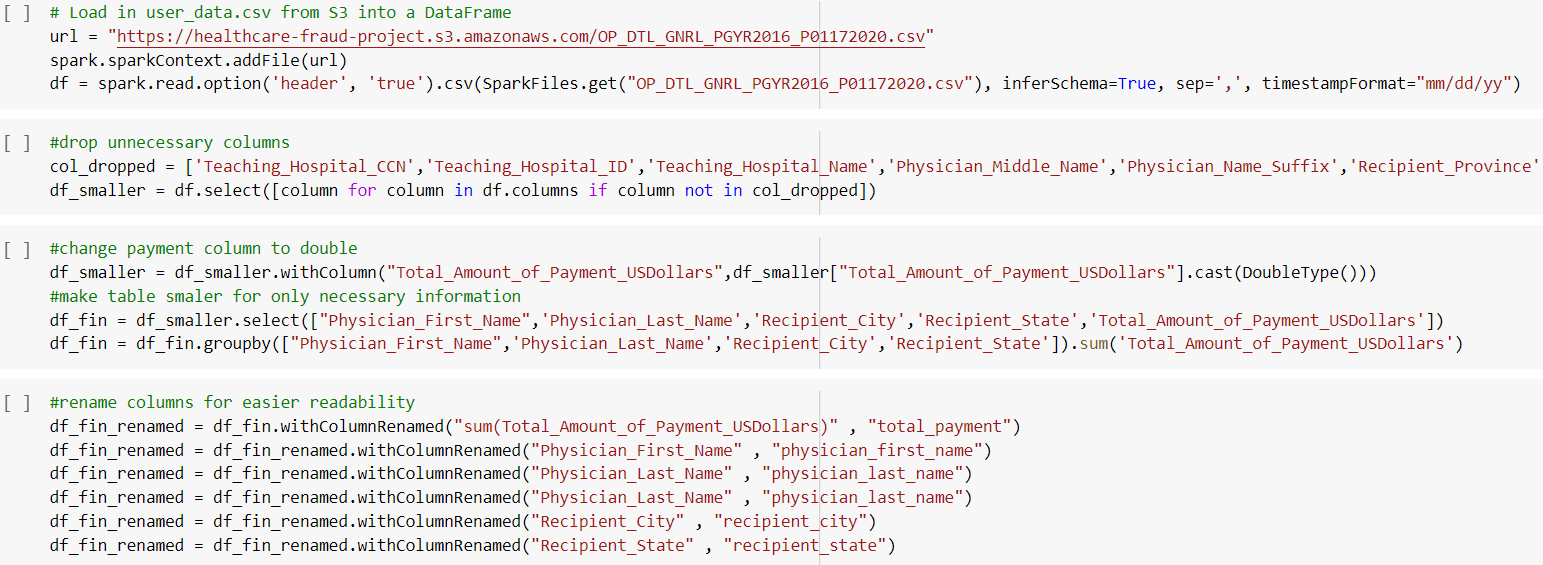 [ ] # Load in user_data.csv from S3 into a DataFrame
url = "https://healthcare-fraud-project.s3.amazonaws.com/OP_DTL_GNRL_PGYR2016_P01172020.csv"
spark.sparkContext.addFile(url)
df = spark.read.option('header', 'true').csv(SparkFiles.get("OP_DTL_GNRL_PGYR2016_P01172020.csv"), inferSchema=True, sep=',', timestampFormat="mm/dd/yy")
[ ] #drop unnecessary columns
col_dropped = ['Teaching_Hospital_CCN','Teaching_Hospital_ID','Teaching_Hospital_Name','Physician_Middle_Name','Physician_Name_Suffix','Recipient_Province'
df_smaller = df.select([column for column in df.columns if column not in col_dropped])
[ ] #change payment column to double
df_smaller = df_smaller.withColumn("Total_Amount_of_Payment_USDollars",df_smaller["Total_Amount_of_Payment_USDollars"].cast(DoubleType()))
#make table smaler for only necessary information
df_fin = df_smaller.select(["Physician_First_Name",'Physician_Last_Name','Recipient_City','Recipient_State','Total_Amount_of_Payment_USDollars'])
df_fin = df_fin.groupby(["Physician_First_Name",'Physician_Last_Name','Recipient_City','Recipient_State']).sum('Total_Amount_of_Payment_USDollars')
[ ] #rename columns for easier readability
df_fin_renamed = df_fin.withColumnRenamed("sum(Total_Amount_of_Payment_USDollars)" , "total_payment")
df_fin_renamed = df_fin_renamed.withColumnRenamed("Physician_First_Name" , "physician_first_name")
df_fin_renamed = df_fin_renamed.withColumnRenamed("Physician_Last_Name" , "physician_last_name")
df_fin_renamed = df_fin_renamed.withColumnRenamed("Physician_Last_Name" , "physician_last_name")
df_fin_renamed = df_fin_renamed.withColumnRenamed("Recipient_City" , "recipient_city")
df_fin_renamed = df_fin_renamed.withColumnRenamed("Recipient_State" , "recipient_state")